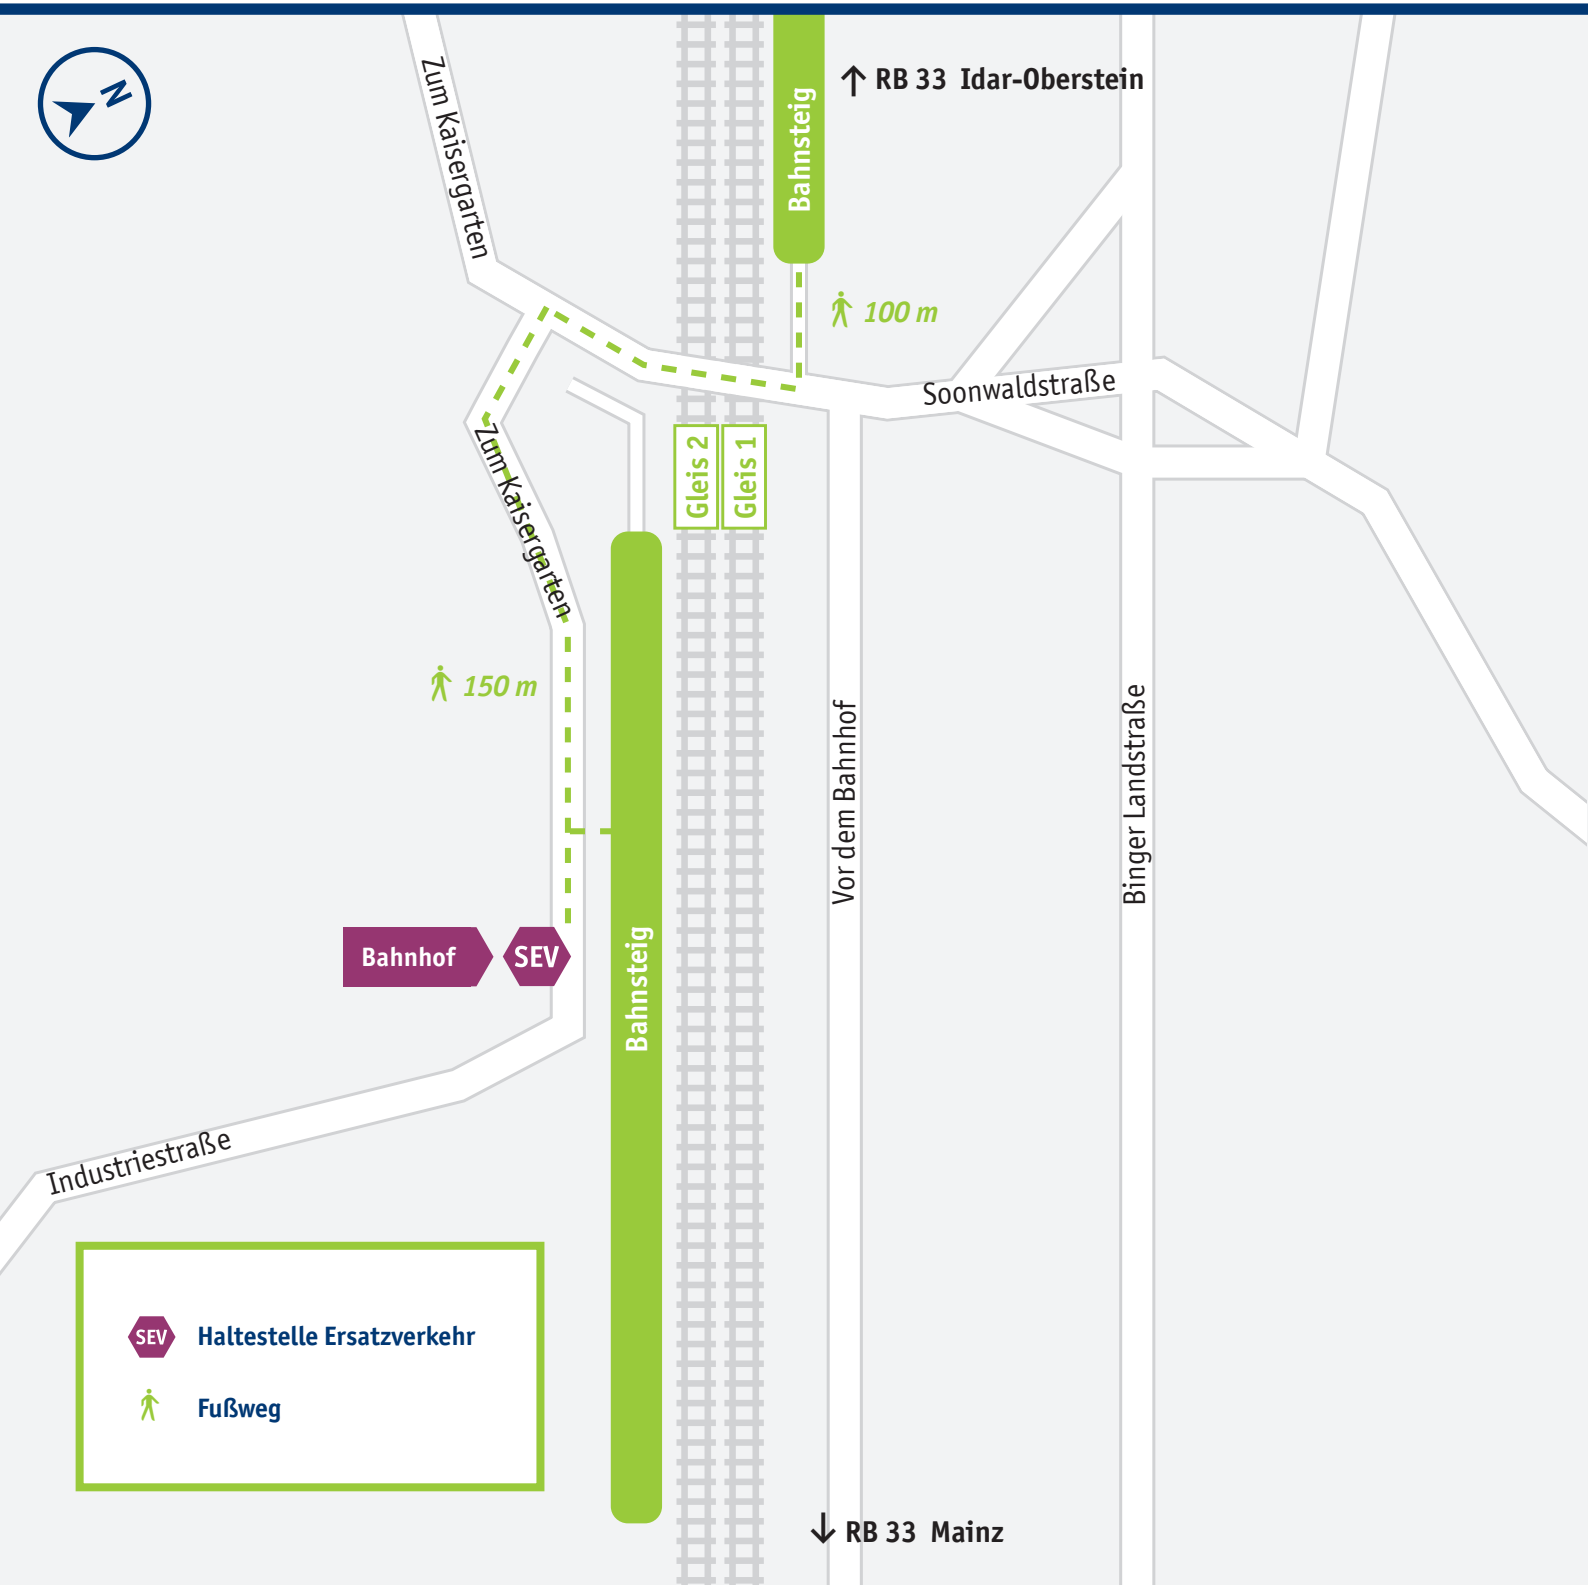 N
Zum Kaisergarten
Bahnsteig
RB 33 Idar-Oberstein
100 m
Soonwaldstraße
Gleis 2
Gleis 1
Zum Kaisergarten
150 m
Vor dem Bahnhof
Binger Landstraße
Bahnhof
SEV
Bahnsteig
Industriestraße
SEV Haltestelle Ersatzverkehr
Fußweg
RB 33 Mainz